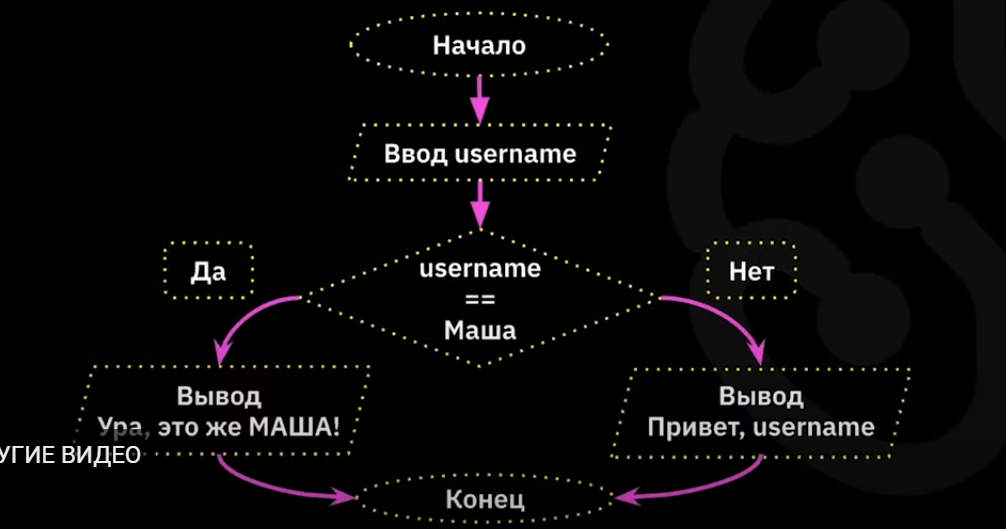 Начало
Ввод username
Да
username
==
Маша
Нет
Вывод
Ура, это же МАША!
Вывод
Привет, username
УГИЕ ВИДЕО
Конец